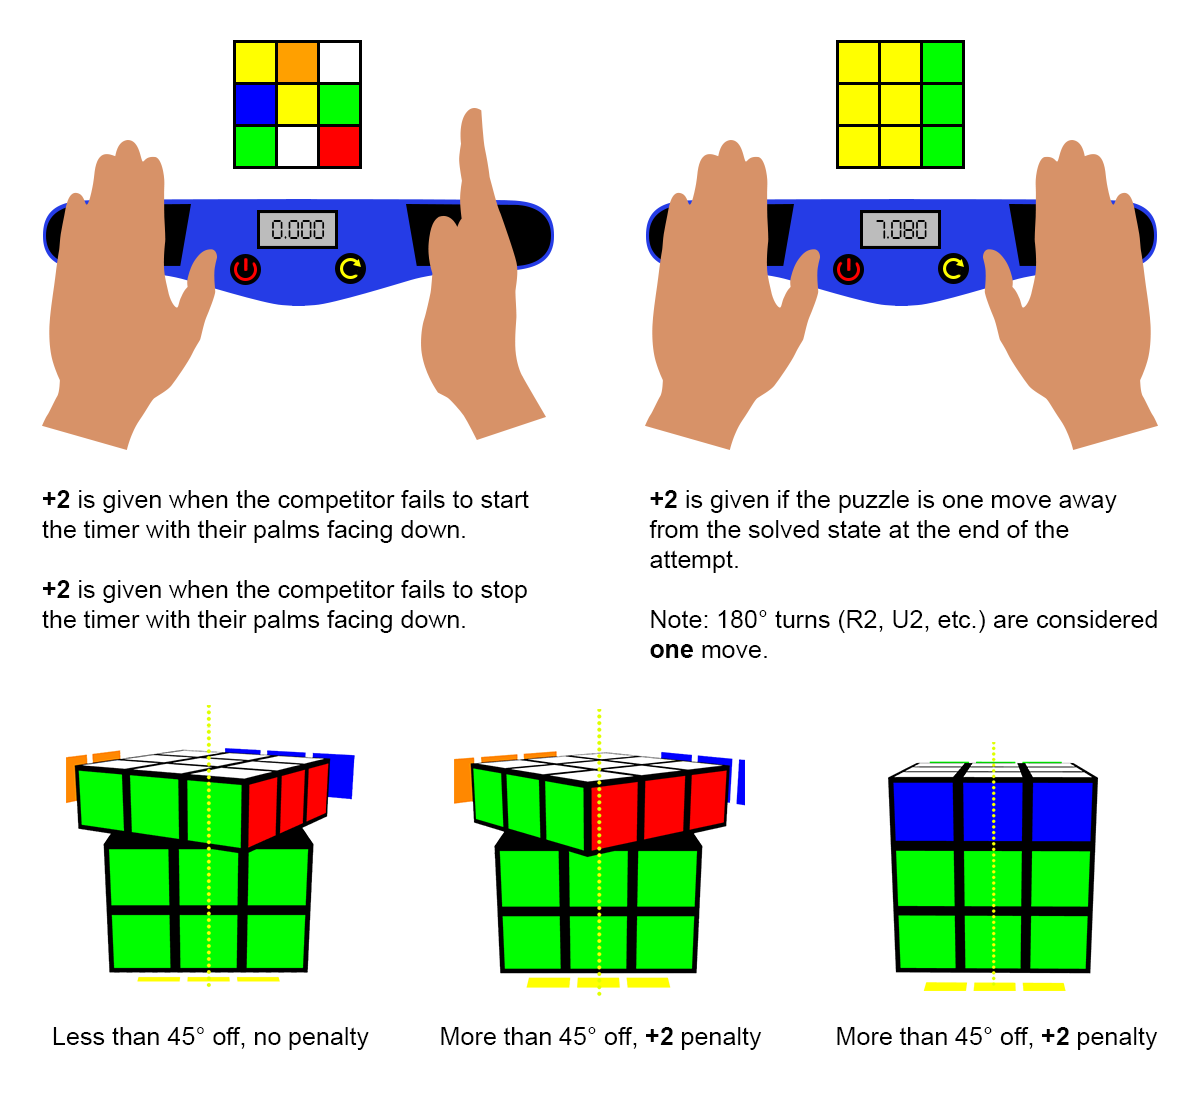 0.000
7.080
+2 is given when the competitor fails to start
the timer with their palms facing down.
+2 is given when the competitor fails to stop
the timer with their palms facing down.
+2 is given if the puzzle is one move away
from the solved state at the end of the
attempt.
Note: 180° turns (R2, U2, etc.) are considered
one move.
Less than 45° off, no penalty
More than 45° off, +2 penalty
More than 45° off, +2 penalty